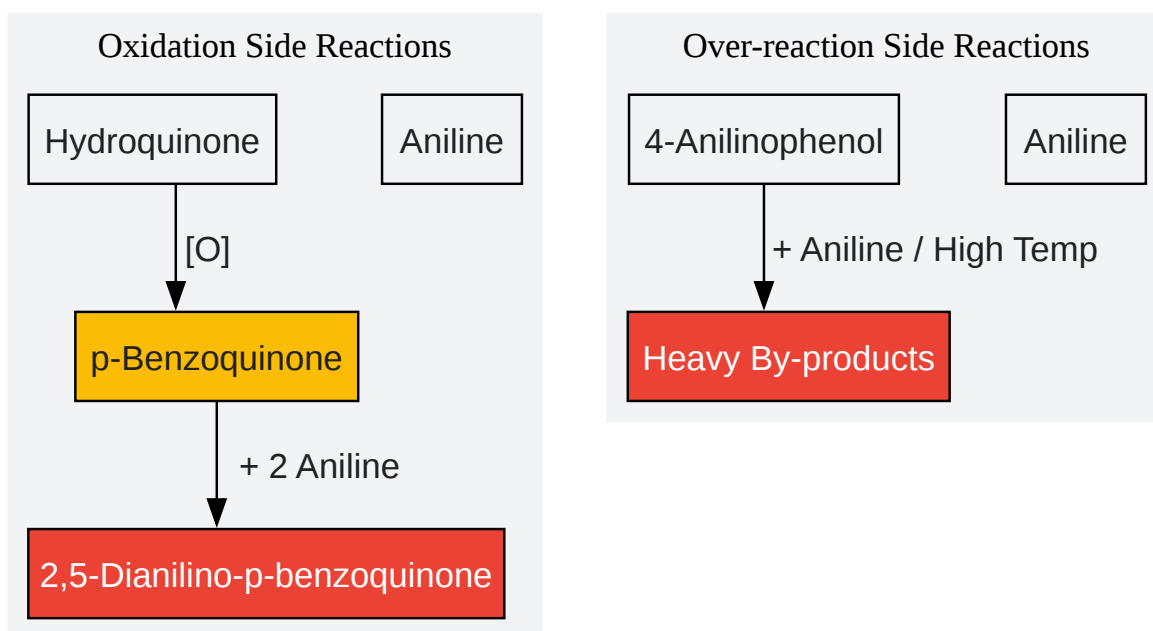 Oxidation Side Reactions
Hydroquinone
Aniline
[O]
p-Benzoquinone
+ 2 Aniline
2,5-Dianilino-p-benzoquinone
Over-reaction Side Reactions
4-Anilinophenol
Aniline
+ Aniline / High Temp
Heavy By-products